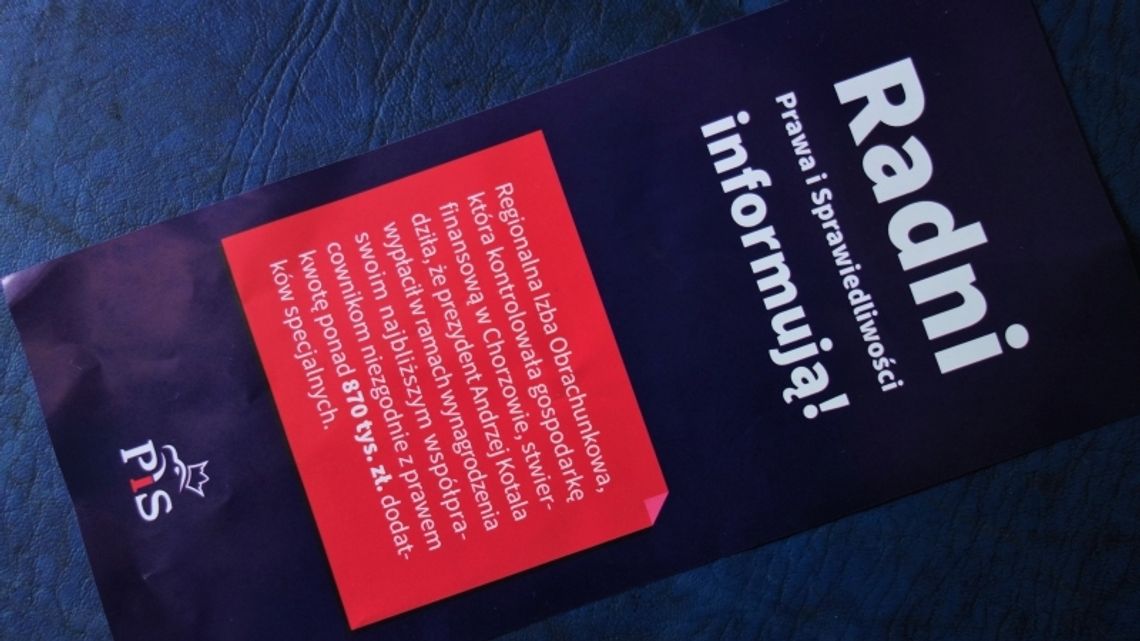 Radni
Prawa i Sprawiedliwości
informują!
Regionalna Izba Obrachunkowa,
która kontrolowała gospodarkę
finansową w Chorzowie, stwier-
dziła, że prezydent Andrzej Kotala
wypłacił w ramach wynagrodzenia
swoim najbliższym współpra-
cownikom niezgodnie z prawem
kwotę ponad 870 tys. zł. dodat-
ków specjalnych.
PiS